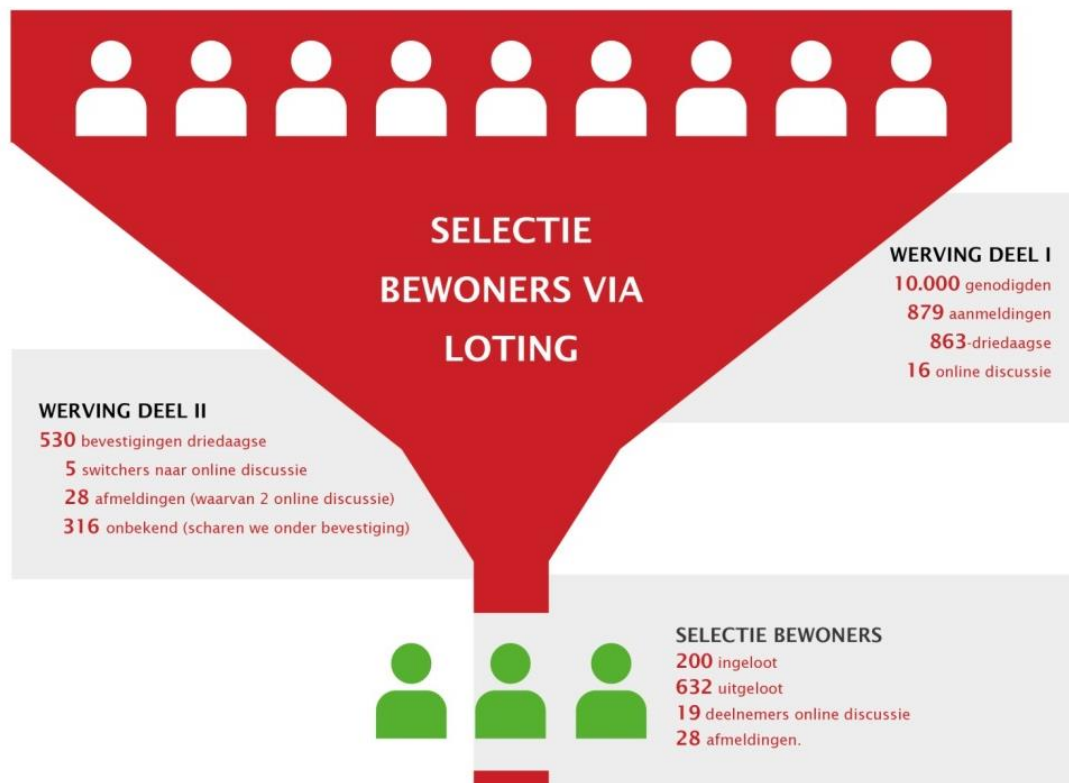 SELECTIE
BEWONERS VIA
LOTING
WERVING DEEL I
10.000 genodigden
879 aanmeldingen
863-driedaagse
16 online discussie
WERVING DEEL II
530 bevestigingen driedaagse
5 switchers naar online discussie
28 afmeldingen (waarvan 2 online discussie)
316 onbekend (scharen we onder bevestiging)
SELECTIE BEWONERS
200 ingeloot
632 uitgeloot
19 deelnemers online discussie
28 afmeldingen.